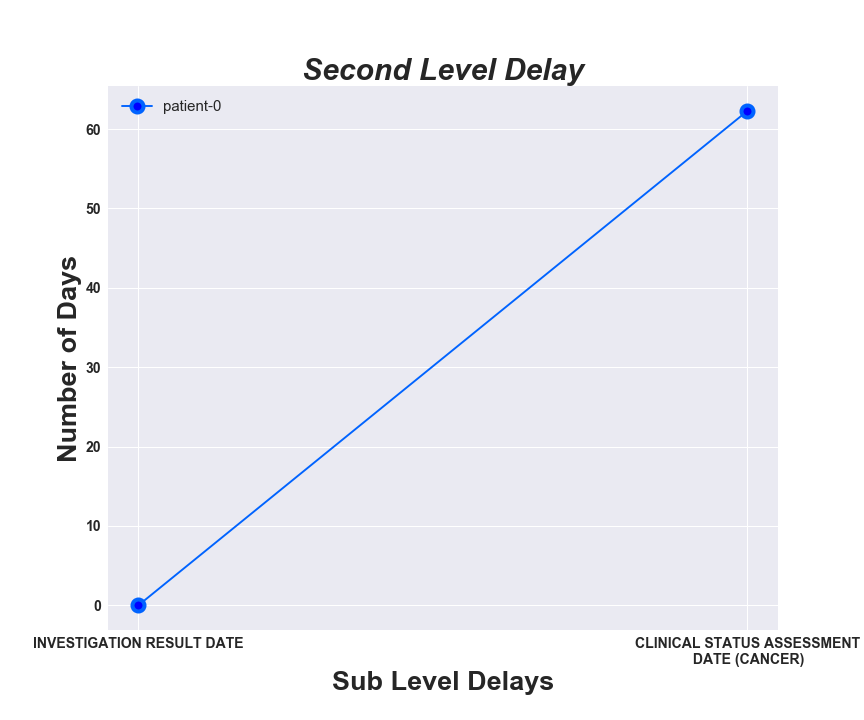 Second Level Delay
patient-0
Number of Days
60
50
40
30
20
10
0
INVESTIGATION RESULT DATE
CLINICAL STATUS ASSESSMENT
DATE (CANCER)
Sub Level Delays